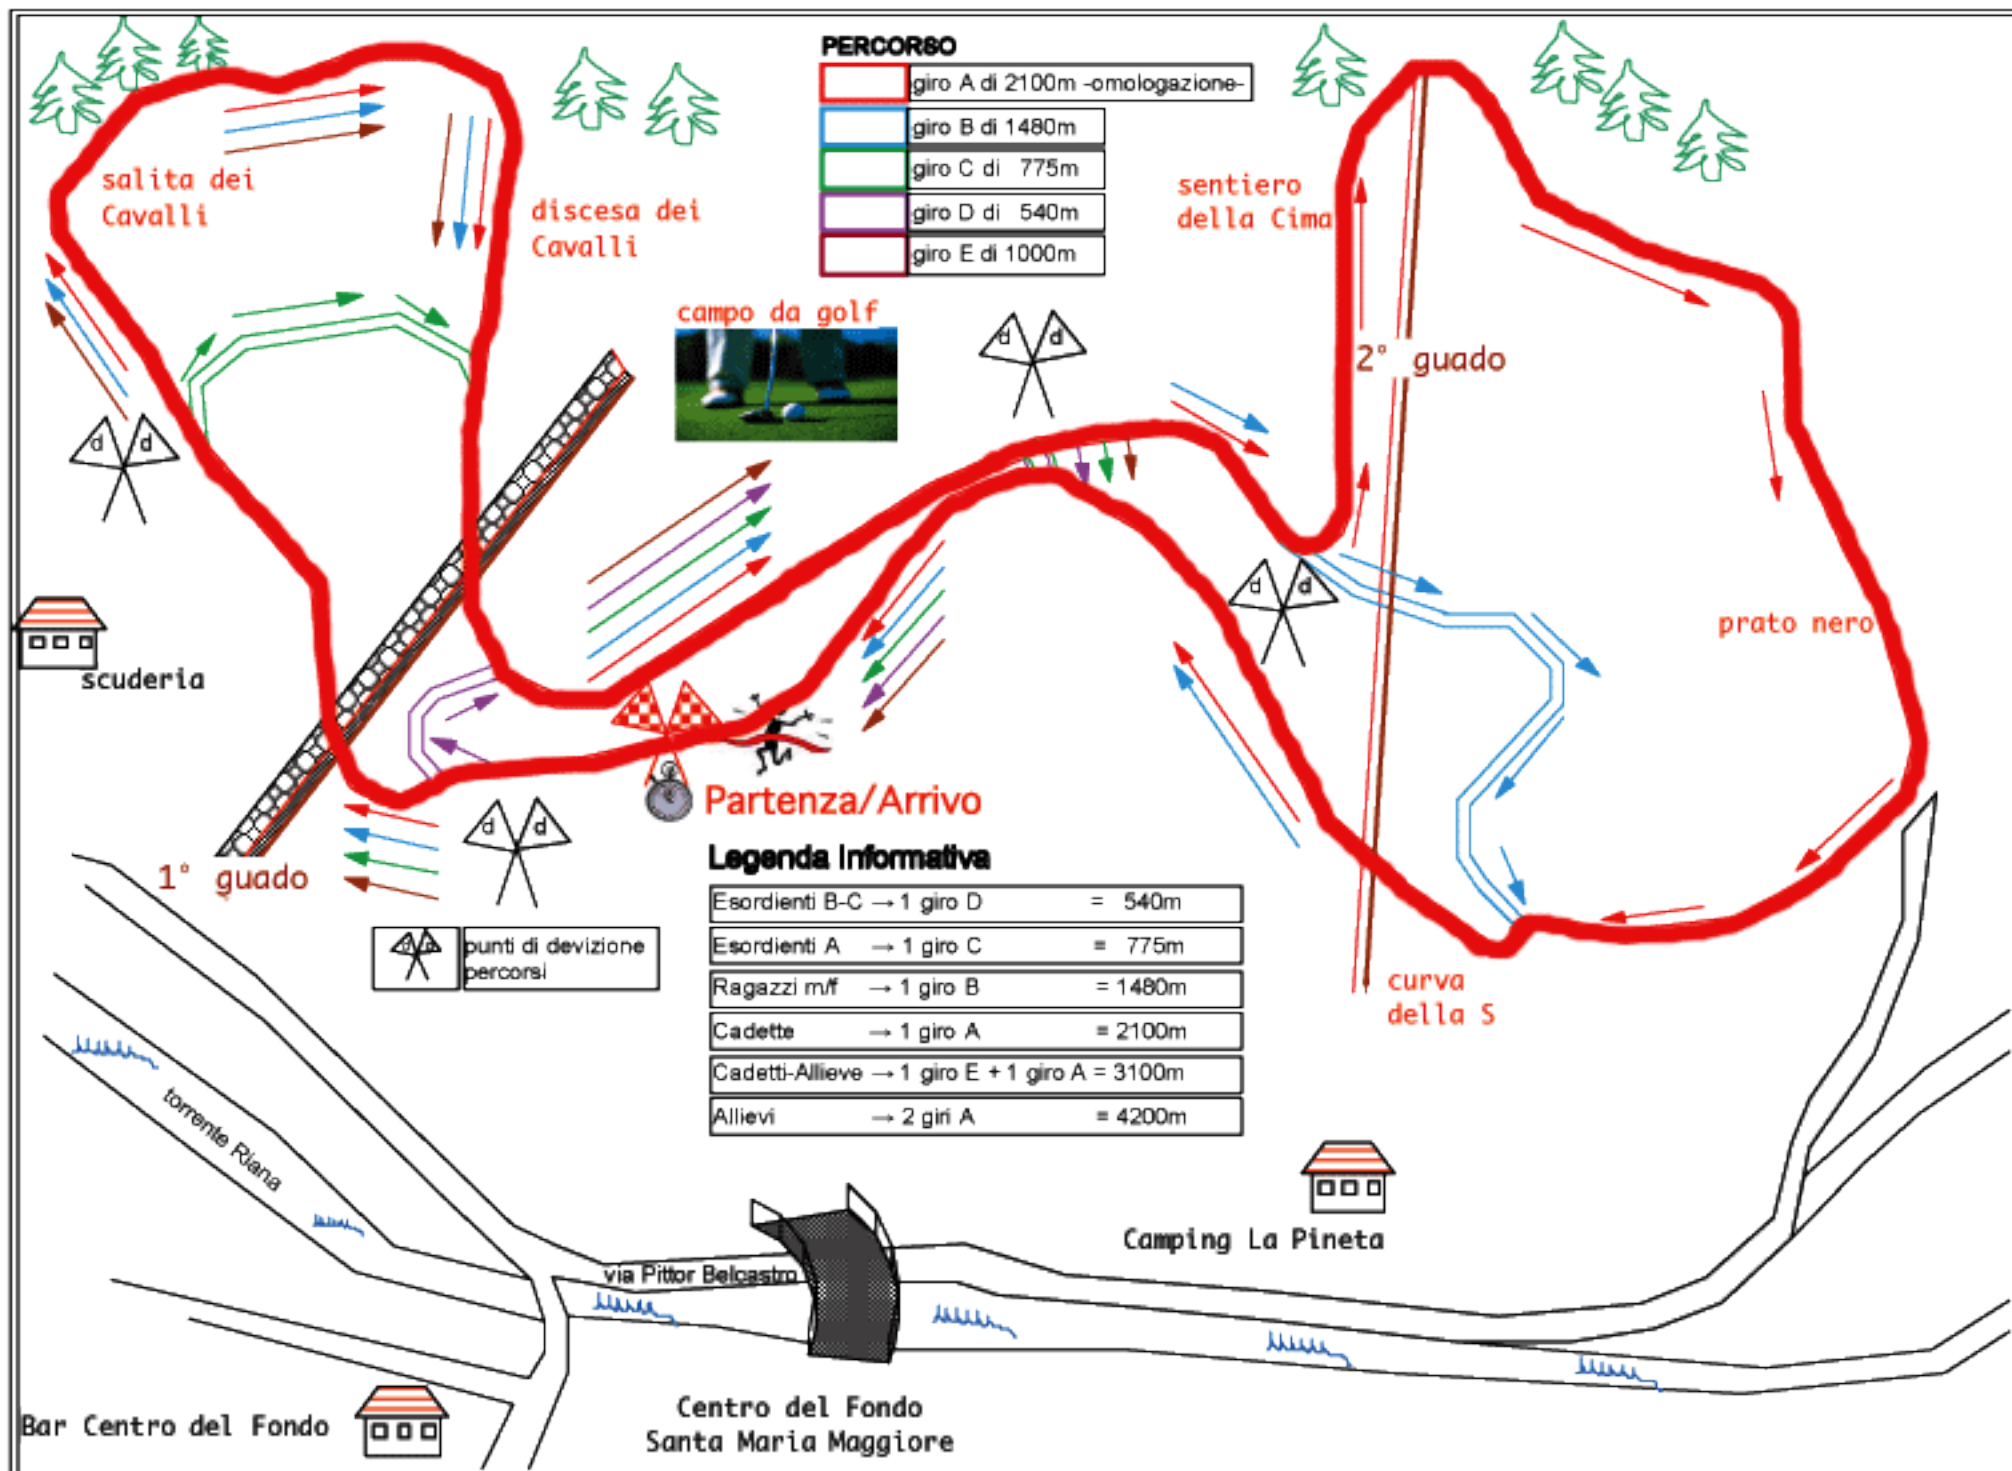 PERCORSO
giro A di 2100m -omologazione-
giro B di 1480m
giro C di 775m
giro D di 540m
giro E di 1000m
salita dei
Cavalli
discesa dei
Cavalli
sentiero
della Cima
campo da golf
2° guado
d d
d d
d d
prato nero
scuderia
Partenza/Arrivo
d d
1° guado
Legenda Informativa
Esordienti B-C → 1 giro D = 540m
Esordienti A → 1 giro C = 775m
Ragazzi m/f → 1 giro B = 1480m
Cadette → 1 giro A = 2100m
Cadetti-Allieve → 1 giro E + 1 giro A = 3100m
Allievi → 2 giri A = 4200m
d d
punti di devizione
percorsi
curva
della S
torrente Riana
Camping La Pineta
via Pittor Belcastro
Centro del Fondo
Santa Maria Maggiore
Bar Centro del Fondo